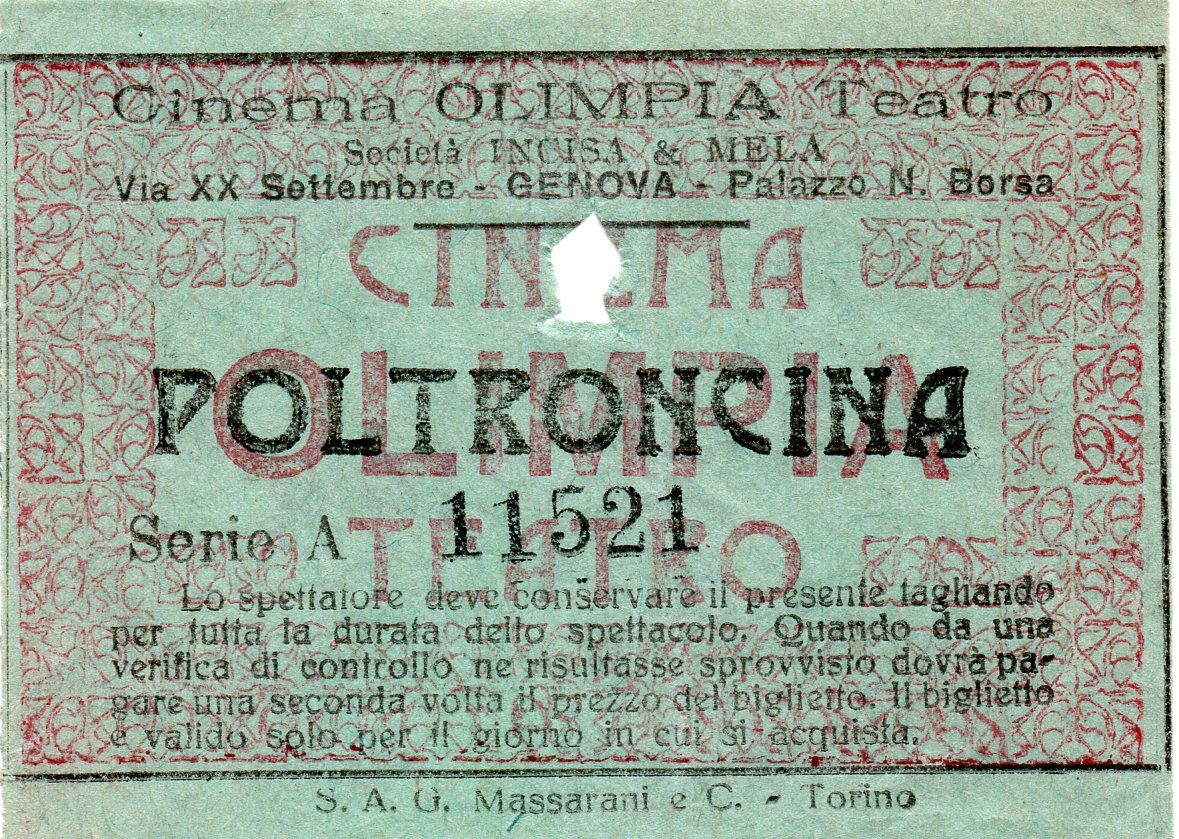 Cinema OLIMPIA Teatro
Società INCISA & MELA
Via XX Settembre - GENOVA - Palazzo N. Borsa
CINEMA
OLIMPIA
POLTRONCINA
TEATRO
Serie A 11521
Lo spettatore deve conservare il presente tagliando
per tutta la durata dello spettacolo. Quando da una
verifica di controllo ne risultasse sprovvisto dovrà pa-
gare una seconda volta il prezzo del biglietto. Il biglietto
è valido solo per il giorno in cui si acquista.
S. A. G. Massarani e C. - Torino